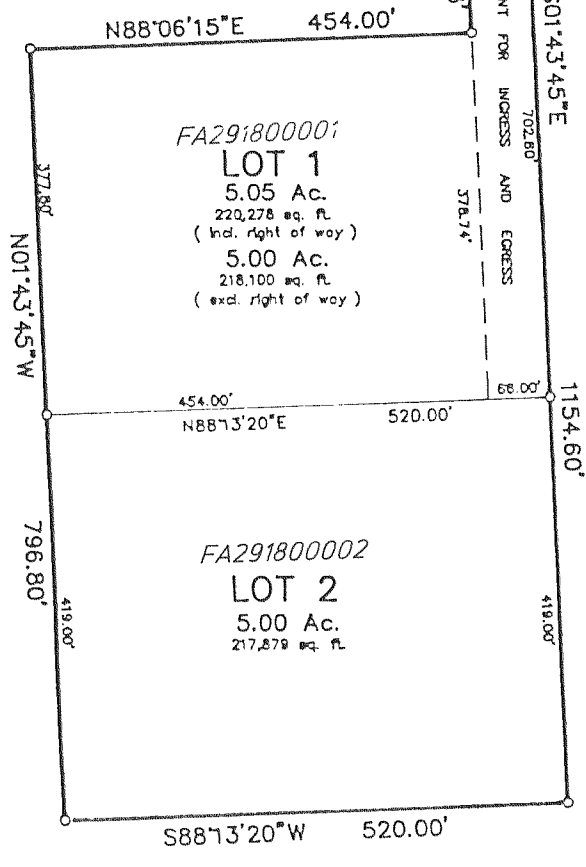 N88°06'15"E 454.00'
S01°43'45"E
FOR INGRESS AND EGRESS
702.80'
FA291800001
LOT 1
5.05 Ac.
220,278 sq. ft.
( incl. right of way )
5.00 Ac.
218,100 sq. ft.
( excl. right of way )
377.80'
378.74'
N01°43'45"W
454.00'
66.00'
N88°13'20"E 520.00'
1154.60'
796.80'
FA291800002
LOT 2
5.00 Ac.
217,879 sq. ft.
419.00'
419.00'
S88°13'20"W 520.00'